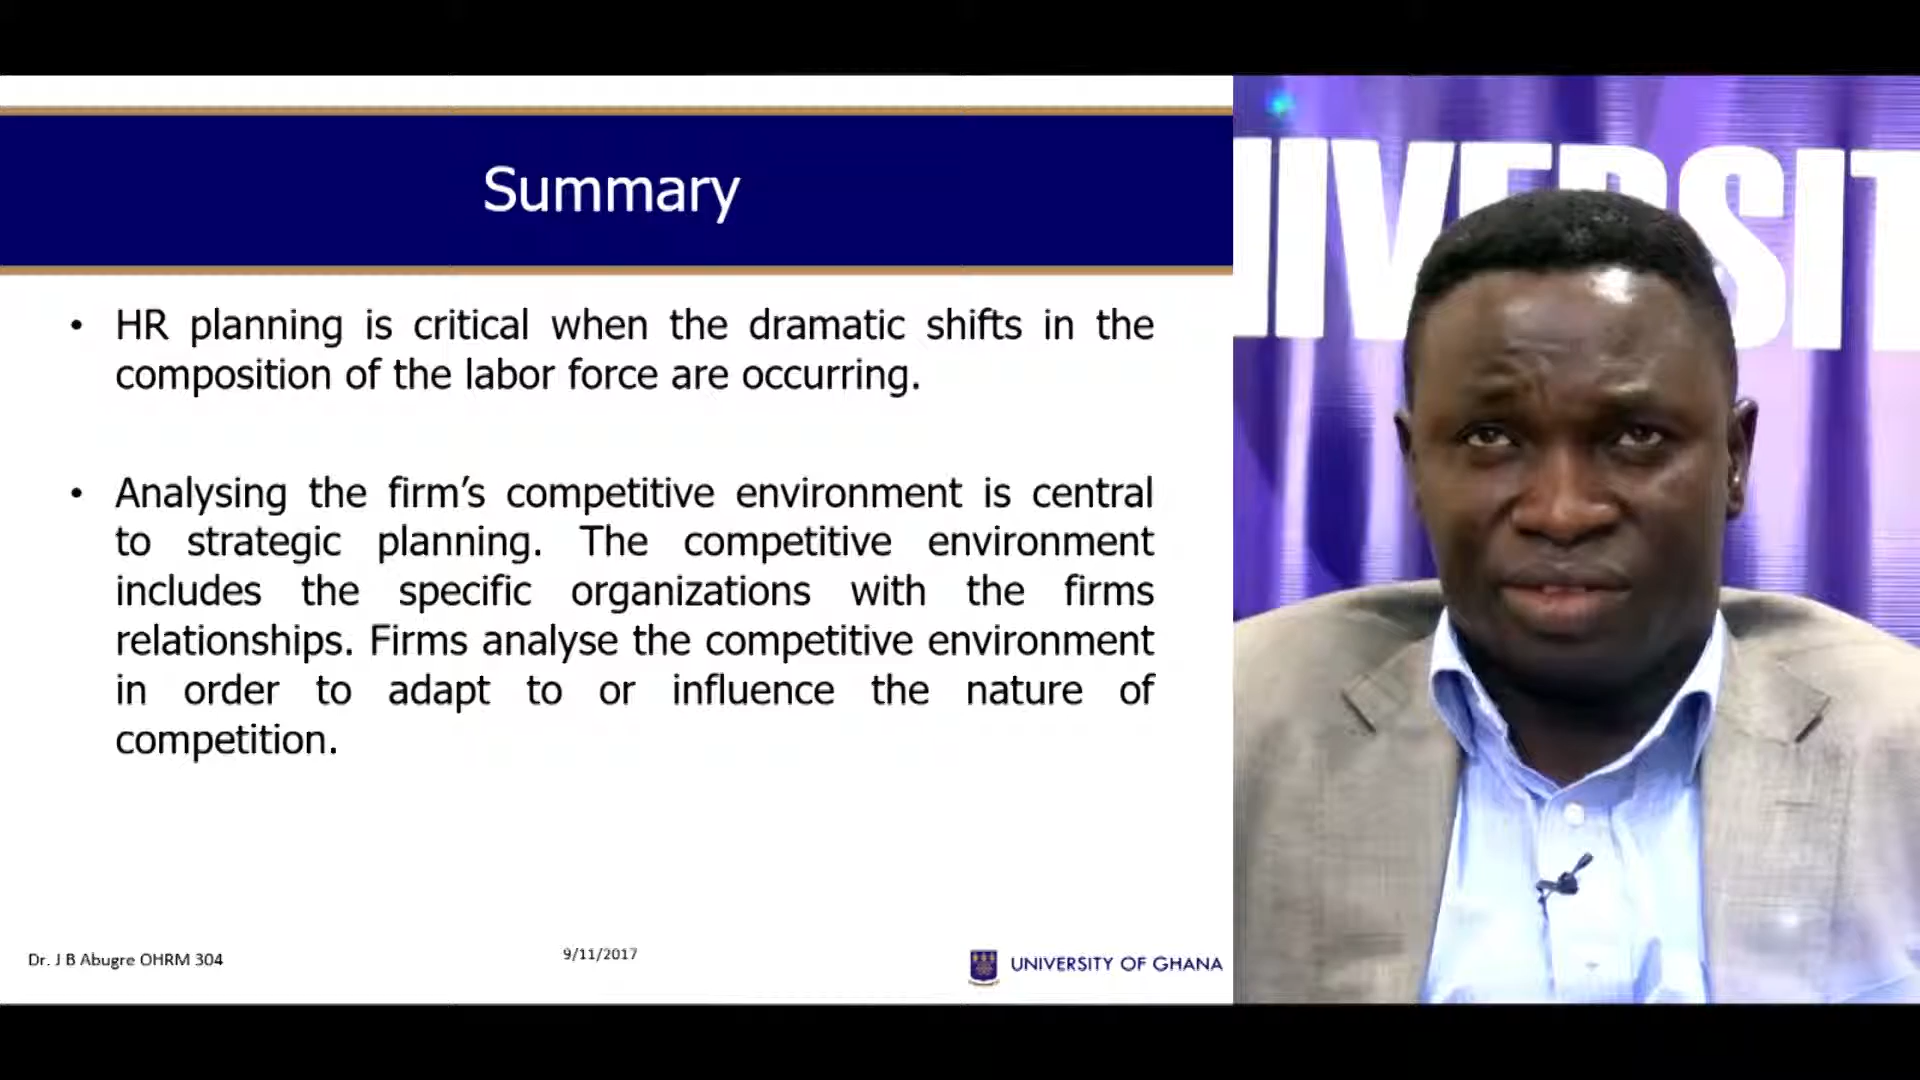 Summary
• HR planning is critical when the dramatic shifts in the
composition of the labor force are occurring.
• Analysing the firm’s competitive environment is central
to strategic planning. The competitive environment
includes the specific organizations with the firms
relationships. Firms analyse the competitive environment
in order to adapt to or influence the nature of
competition.
Dr. J B Abugre OHRM 304
9/11/2017
UNIVERSITY OF GHANA
IVERSIT